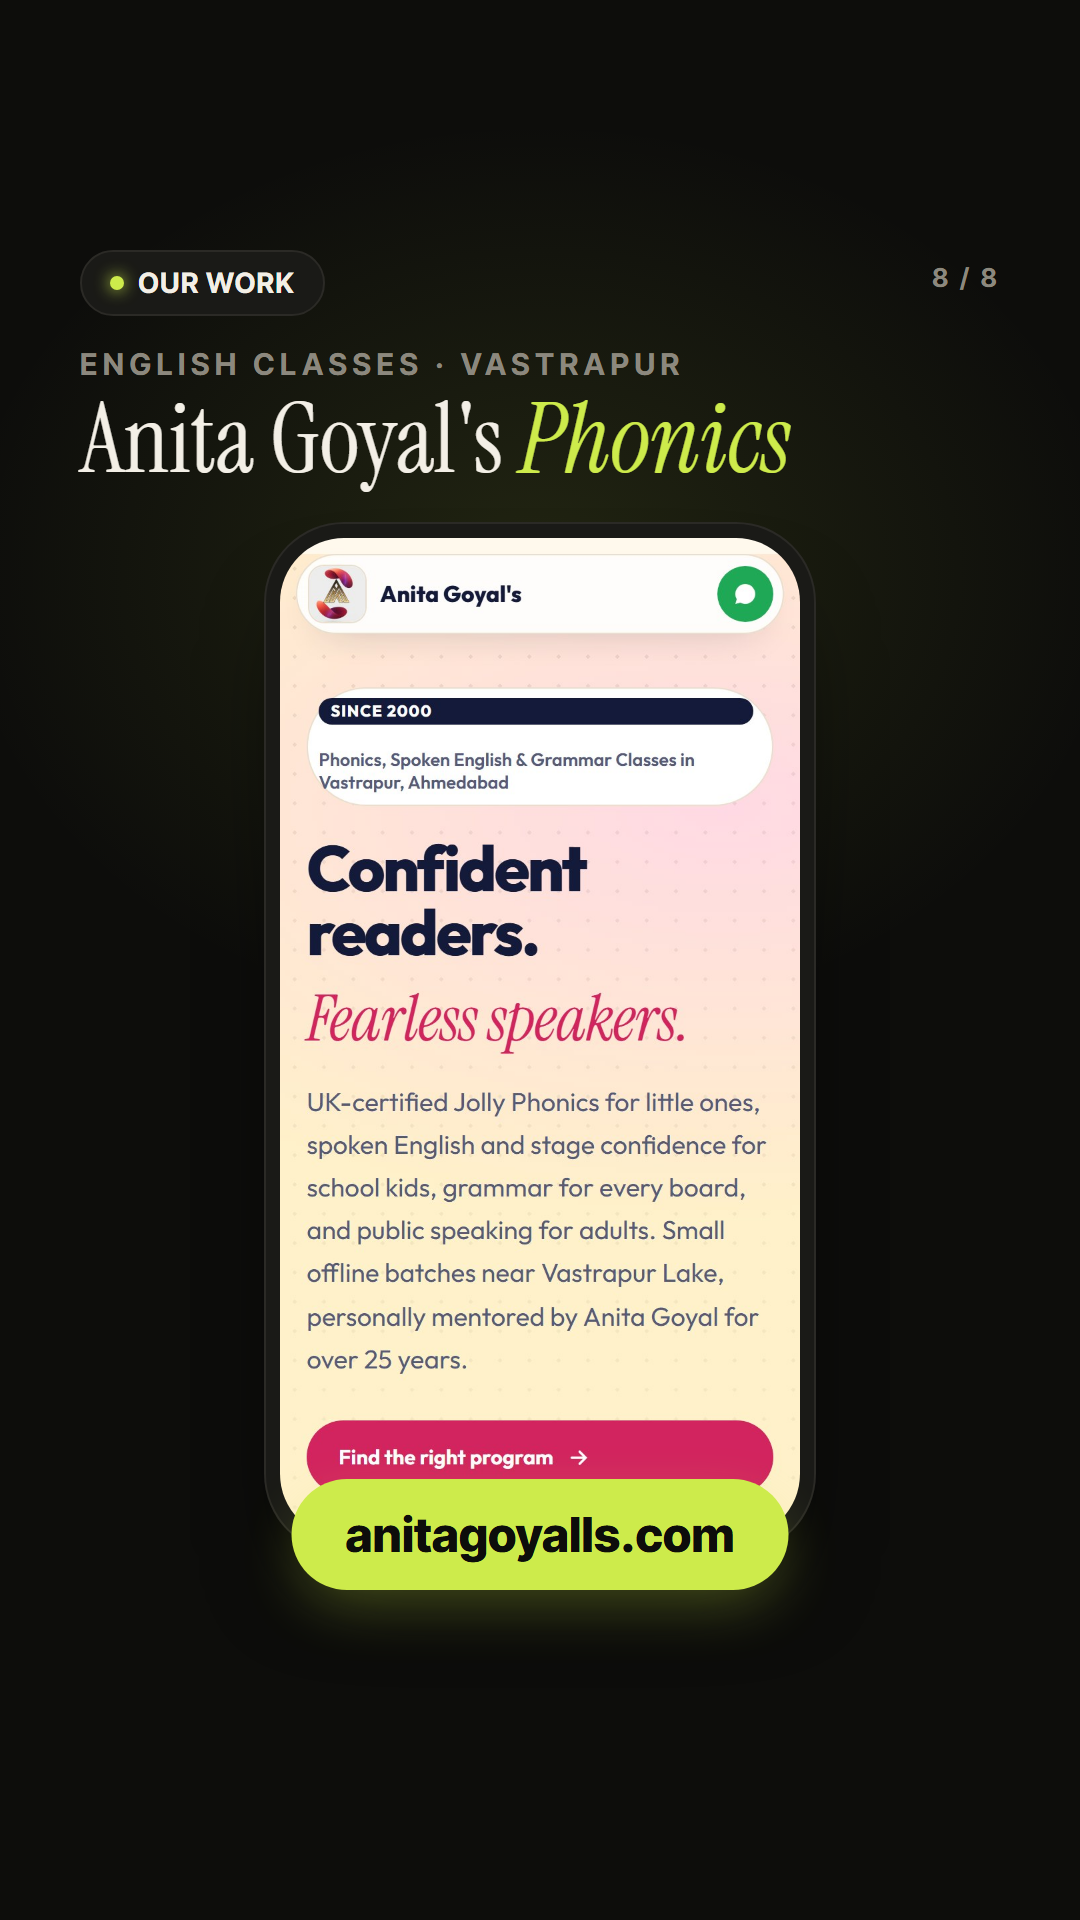 OUR WORK
8 / 8
ENGLISH CLASSES · VASTRAPUR
Anita Goyal's Phonics
Anita Goyal's
SINCE 2000
Phonics, Spoken English & Grammar Classes in
Vastrapur, Ahmedabad
Confident
readers.
Fearless speakers.
UK-certified Jolly Phonics for little ones,
spoken English and stage confidence for
school kids, grammar for every board,
and public speaking for adults. Small
offline batches near Vastrapur Lake,
personally mentored by Anita Goyal for
over 25 years.
Find the right program →
anitagoyalls.com